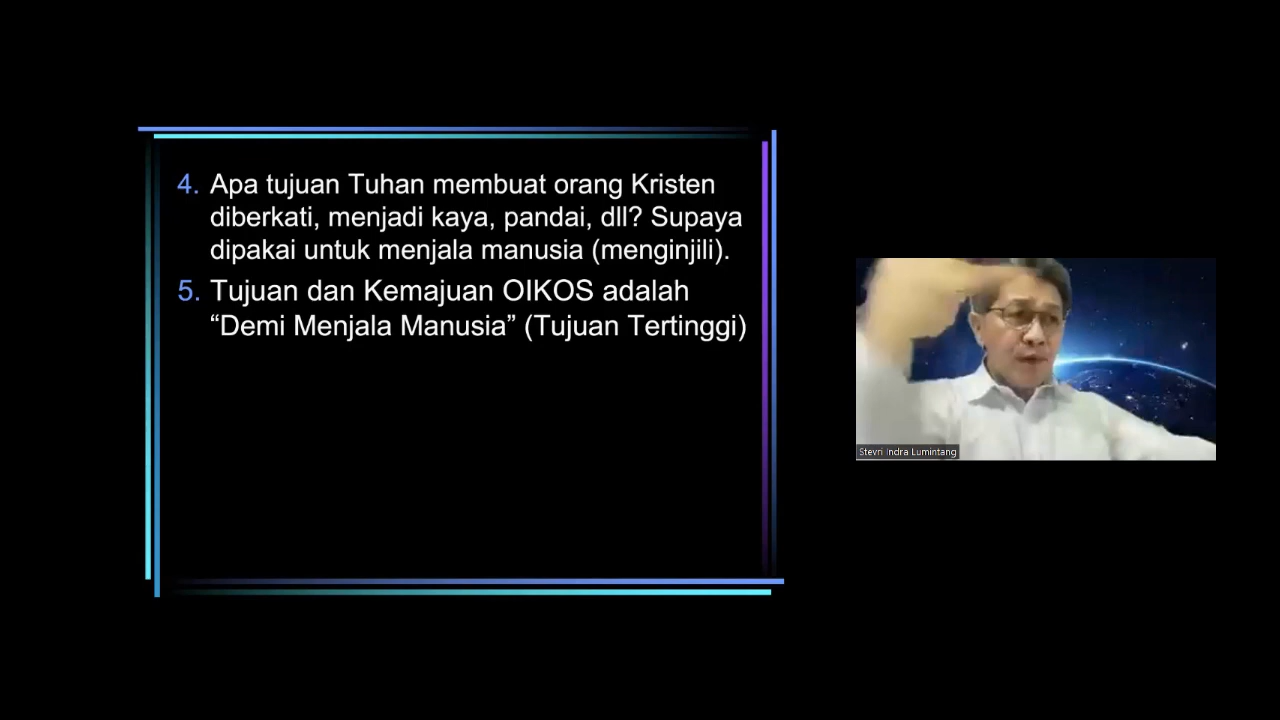 4. Apa tujuan Tuhan membuat orang Kristen
diberkati, menjadi kaya, pandai, dll? Supaya
dipakai untuk menjala manusia (menginjili).
5. Tujuan dan Kemajuan OIKOS adalah
“Demi Menjala Manusia” (Tujuan Tertinggi)
Stevri Indra Lumintang